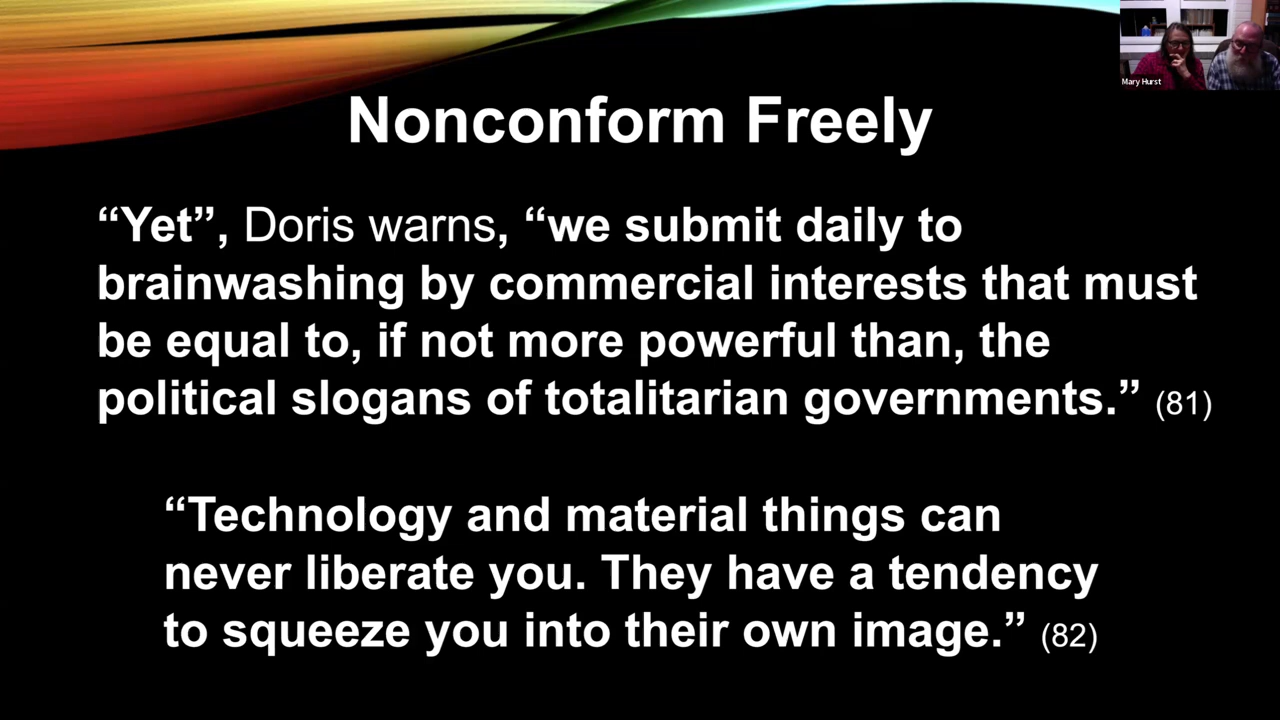 Mary Hurst
Nonconform Freely
“Yet”, Doris warns, “we submit daily to
brainwashing by commercial interests that must
be equal to, if not more powerful than, the
political slogans of totalitarian governments.” (81)
“Technology and material things can
never liberate you. They have a tendency
to squeeze you into their own image.” (82)